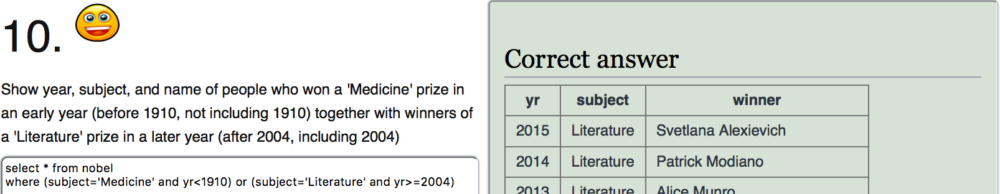 10.
Show year, subject, and name of people who won a 'Medicine' prize in
an early year (before 1910, not including 1910) together with winners of
a 'Literature' prize in a later year (after 2004, including 2004)
select * from nobel
where (subject='Medicine' and yr<1910) or (subject='Literature' and yr>=2004)
Correct answer
yr subject winner
2015 Literature Svetlana Alexievich
2014 Literature Patrick Modiano
2013 Literature Alice Munro